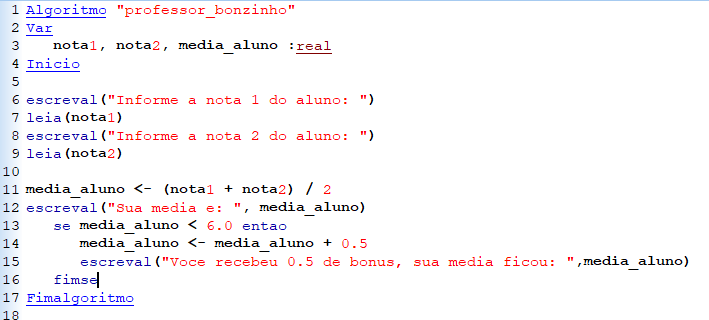 1 Algoritmo "professor_bonzinho"
2 Var
3 nota1, nota2, media_aluno :real
4 Inicio
5
6 escreval("Informe a nota 1 do aluno: ")
7 leia(nota1)
8 escreval("Informe a nota 2 do aluno: ")
9 leia(nota2)
10
11 media_aluno <- (nota1 + nota2) / 2
12 escreval("Sua media e: ", media_aluno)
13 se media_aluno < 6.0 entao
14 media_aluno <- media_aluno + 0.5
15 escreval("Voce recebeu 0.5 de bonus, sua media ficou: ",media_aluno)
16 fimse
17 Fimalgoritmo
18